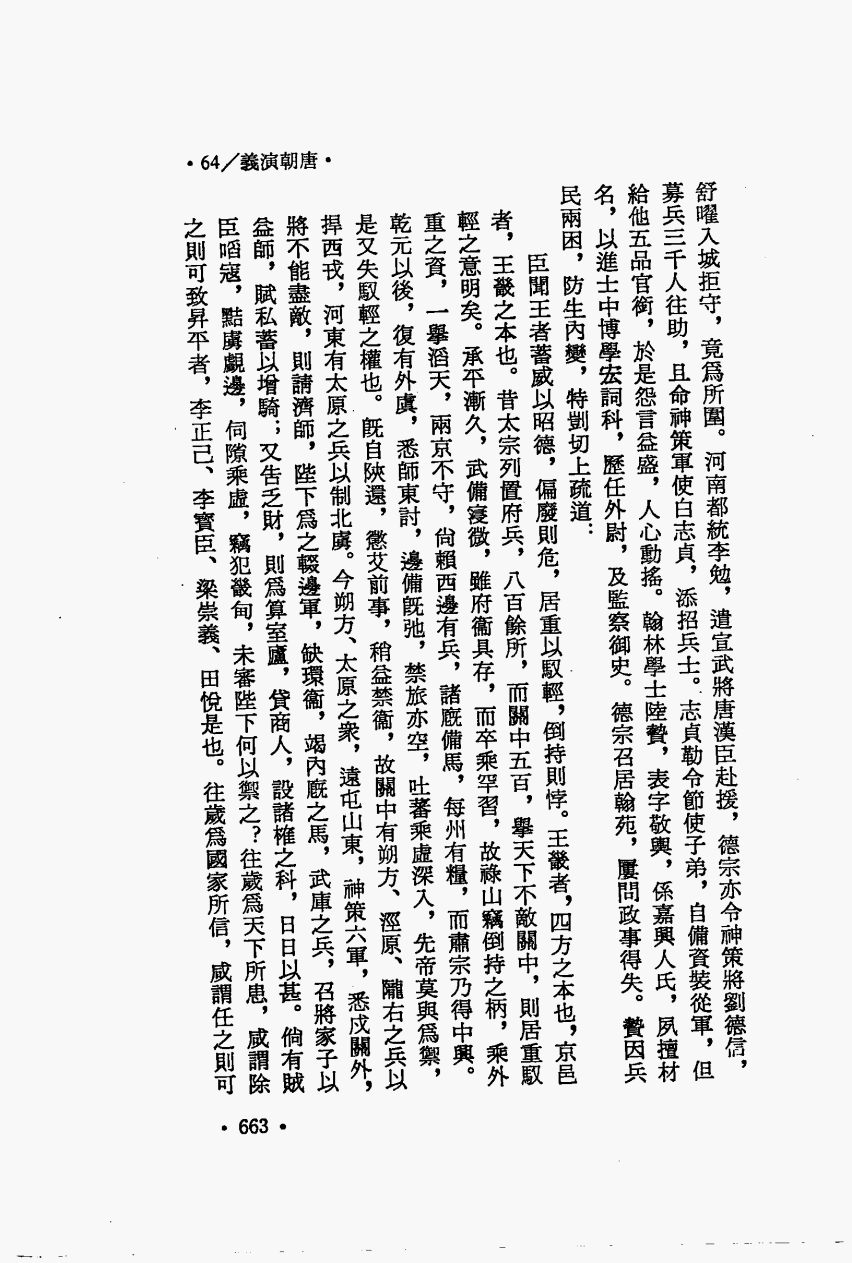 •64／義演朝唐•
舒曜入城拒守，竟爲所圍。河南都統李勉，遣宣武將唐漢臣赴援，德宗亦令神策將劉德信，
募兵三千人往助，且命神策軍使白志貞，添招兵士。志貞勒令節使子弟，自備資裝從軍，但
給他五品官銜，於是怨言益盛，人心動搖。翰林學士陸贄，表字敬輿，係嘉興人氏，夙擅材
名，以進士中博學宏詞科，歷任外尉，及監察御史。德宗召居翰苑，屢問政事得失。贄因兵
民兩困，防生內變，特剴切上疏道：
臣聞王者蓄威以昭德，偏廢則危，居重以馭輕，倒持則悖。王畿者，四方之本也，京邑
者，王畿之本也。昔太宗列置府兵，八百餘所，而關中五百，舉天下不敵關中，則居重馭
輕之意明矣。承平漸久，武備寖微，雖府衞具存，而卒乘罕習，故祿山竊倒持之柄，乘外
重之資，一擧滔天，兩京不守，尙賴西邊有兵，諸廐備馬，每州有糧，而肅宗乃得中興。
乾元以後，復有外虞，悉師東討，邊備旣弛，禁旅亦空，吐蕃乘虛深入，先帝莫與爲禦，
是又失馭輕之權也。旣自陝還，懲艾前事，稍益禁衞，故關中有朔方、涇原、隴右之兵以
捍西戎，河東有太原之兵以制北虜。今朔方、太原之衆，遠屯山東，神策六軍，悉戍關外，
將不能盡敵，則請濟師，陛下爲之輟邊軍，缺環衞，竭內廐之馬，武庫之兵，召將家子以
益師，賦私蓄以增騎；又告乏財，則爲算室廬，貸商人，設諸榷之科，日日以甚。倘有賊
臣啗寇，黠虜覷邊，伺隙乘虛，竊犯畿甸，未審陛下何以禦之？往歲爲天下所患，咸謂除
之則可致昇平者，李正己、李寶臣、梁崇義、田悅是也。往歲爲國家所信，咸謂任之則可
•663•